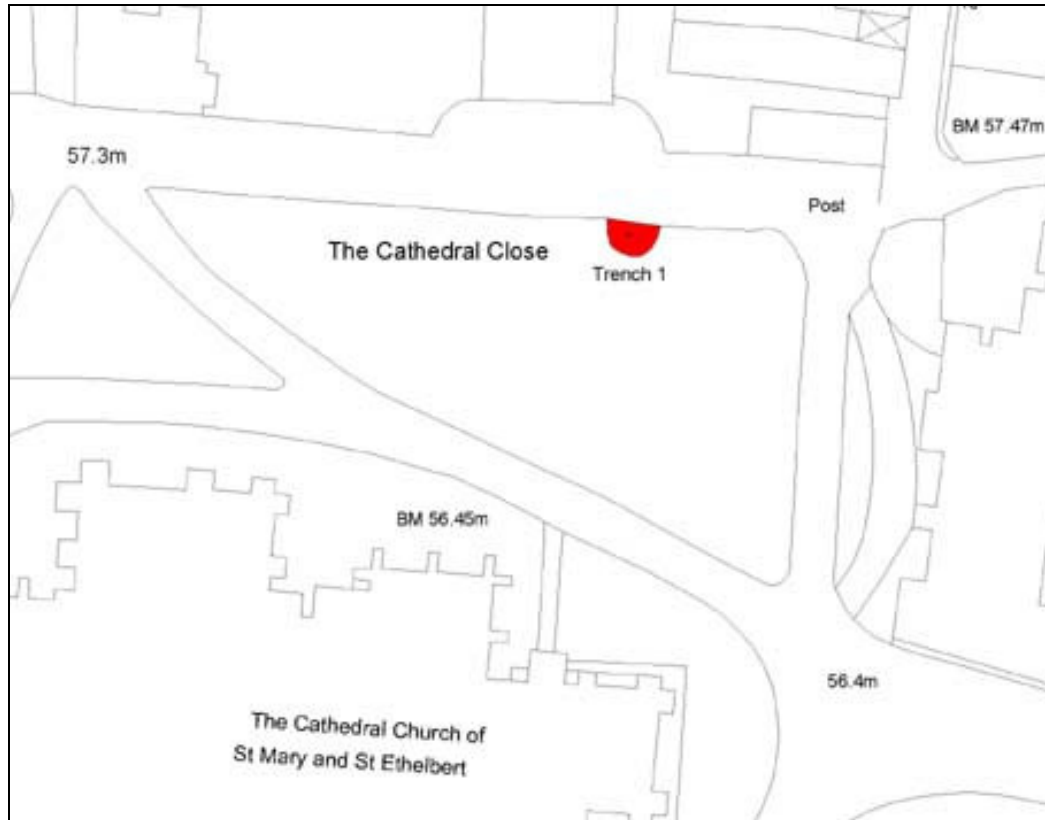 BM 57.47m
57.3m
Post
The Cathedral Close
Trench 1
BM 56.45m
56.4m
The Cathedral Church of
St Mary and St Ethelbert